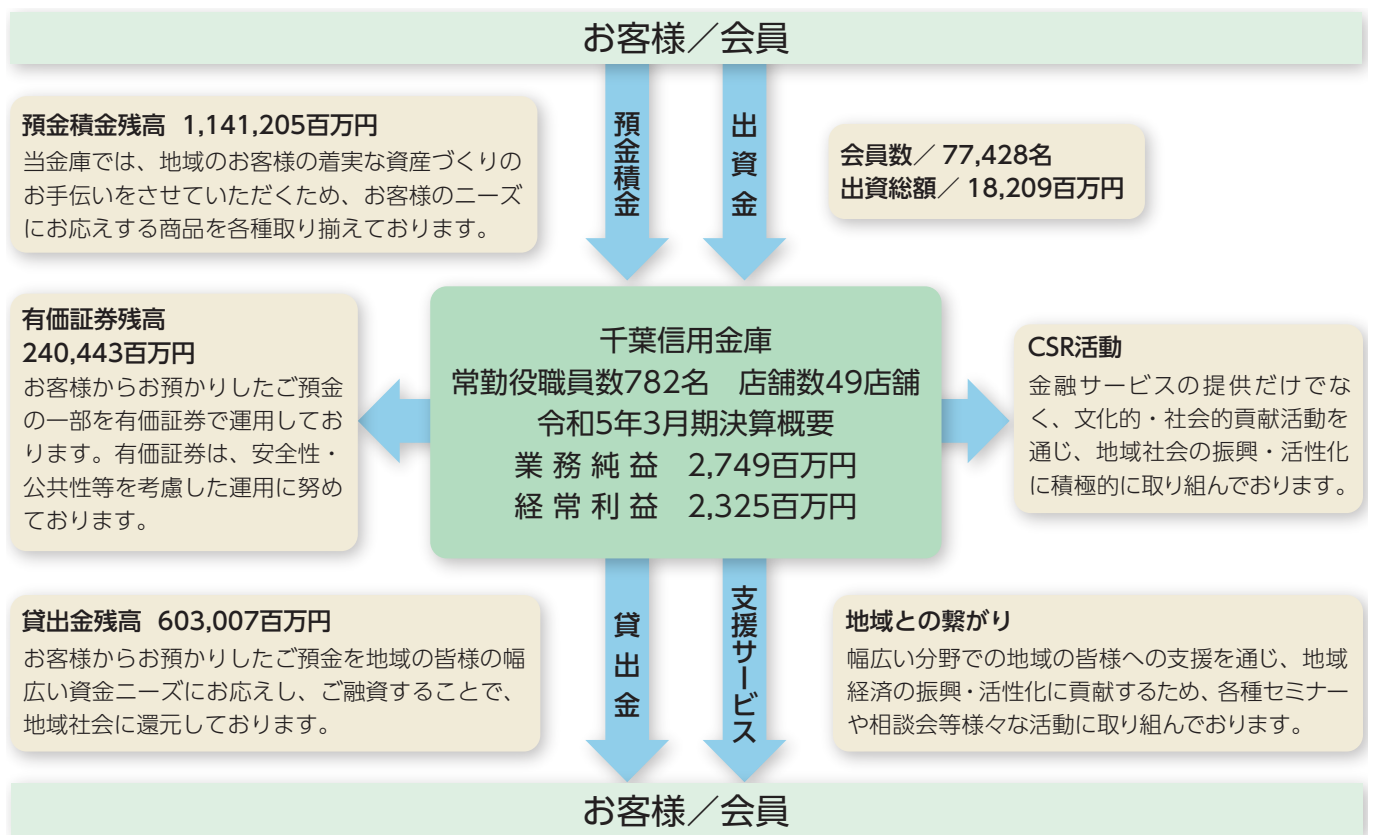 お客様／会員
預金積金残高 1,141,205百万円
当金庫では、地域のお客様の着実な資産づくりの
お手伝いをさせていただくため、お客様のニーズ
にお応えする商品を各種取り揃えております。
預金積金
出資金
会員数／ 77,428名
出資総額／ 18,209百万円
有価証券残高
240,443百万円
お客様からお預かりしたご預金
の一部を有価証券で運用してお
ります。有価証券は、安全性・
公共性等を考慮した運用に努め
ております。
千葉信用金庫
常勤役職員数782名 店舗数49店舗
令和5年3月期決算概要
業務純益 2,749百万円
経常利益 2,325百万円
CSR活動
金融サービスの提供だけでな
く、文化的・社会的貢献活動を
通じ、地域社会の振興・活性化
に積極的に取り組んでおります。
貸出金残高 603,007百万円
お客様からお預かりしたご預金を地域の皆様の幅
広い資金ニーズにお応えし、ご融資することで、
地域社会に還元しております。
貸出金
支援サービス
地域との繋がり
幅広い分野での地域の皆様への支援を通じ、地域
経済の振興・活性化に貢献するため、各種セミナー
や相談会等様々な活動に取り組んでおります。
お客様／会員